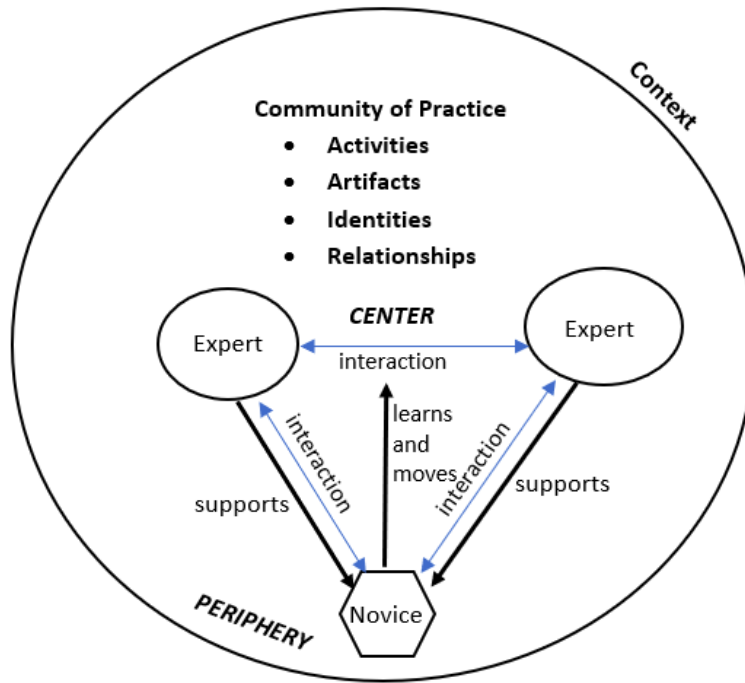 Context
Community of Practice
• Activities
• Artifacts
• Identities
• Relationships
CENTER
Expert
Expert
interaction
learns
and
moves
interaction
interaction
supports
supports
PERIPHERY
Novice